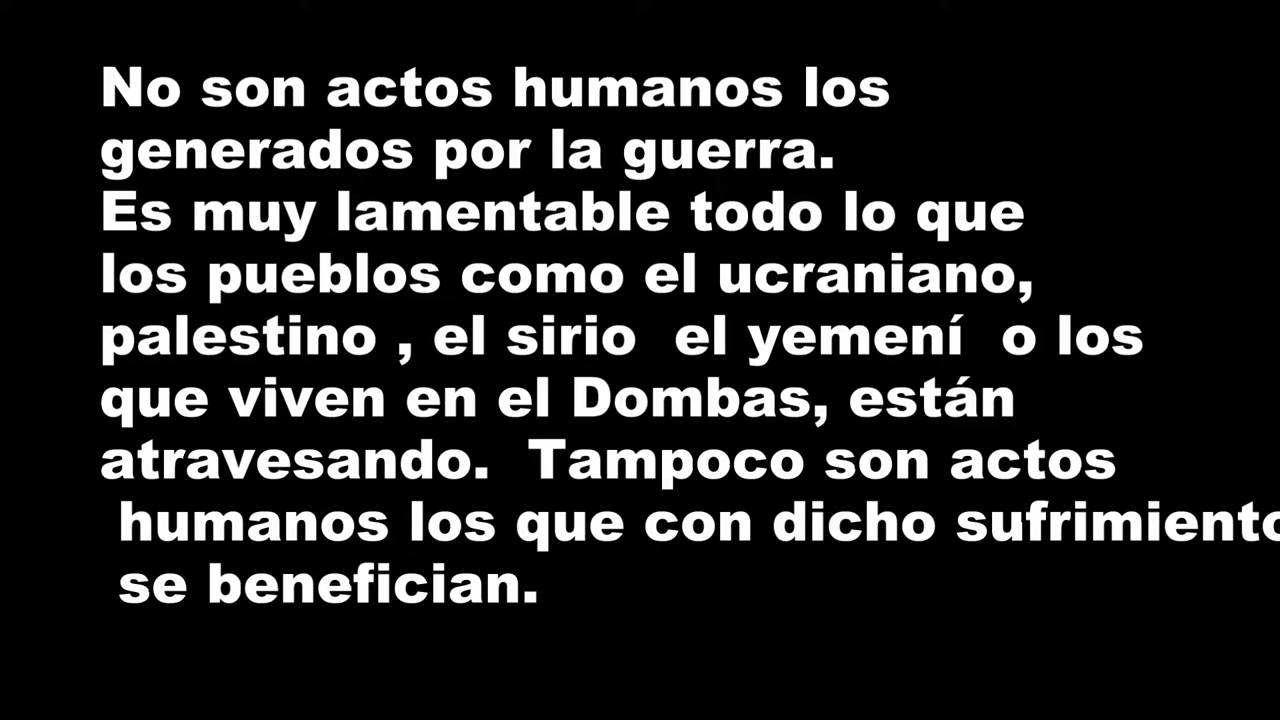 No son actos humanos los
generados por la guerra.
Es muy lamentable todo lo que
los pueblos como el ucraniano,
palestino , el sirio  el yemení  o los
que viven en el Dombas, están
atravesando.  Tampoco son actos
humanos los que con dicho sufrimiento
se benefician.